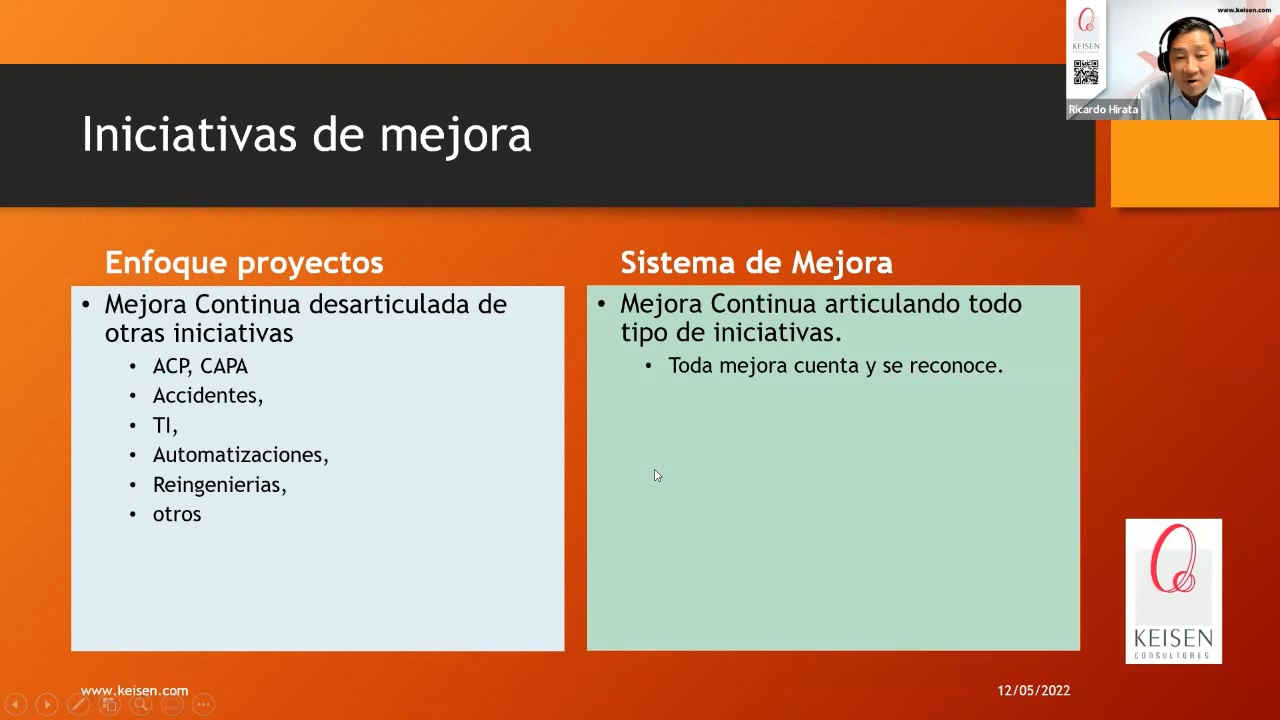 www.keisen.com
KEISEN
CONSULTORES
Ricardo Hirata
Iniciativas de mejora
Enfoque proyectos
• Mejora Continua desarticulada de
otras iniciativas
• ACP, CAPA
• Accidentes,
• TI,
• Automatizaciones,
• Reingenierias,
• otros
Sistema de Mejora
• Mejora Continua articulando todo
tipo de iniciativas.
• Toda mejora cuenta y se reconoce.
KEISEN
CONSULTORES
www.keisen.com
12/05/2022